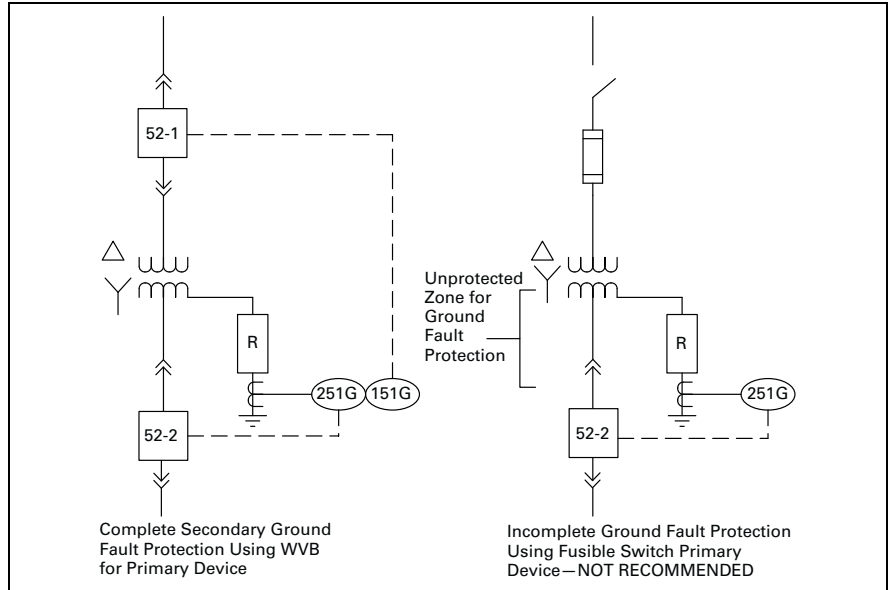 52-1
R
251G
151G
52-2
Complete Secondary Ground
Fault Protection Using WVB
for Primary Device
Unprotected
Zone for
Ground
Fault
Protection
R
251G
52-2
Incomplete Ground Fault Protection
Using Fusible Switch Primary
Device—NOT RECOMMENDED